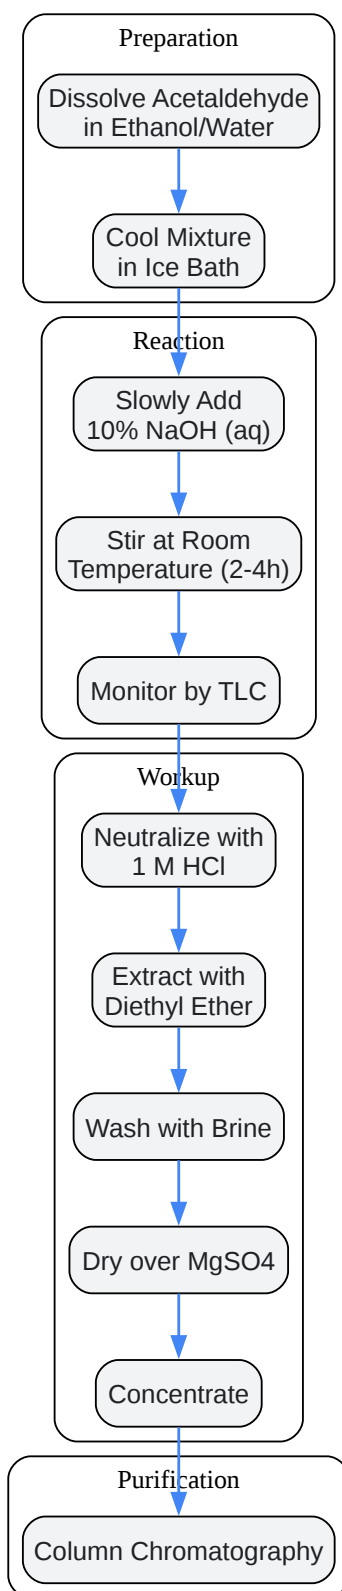 Preparation
Dissolve Acetaldehyde
in Ethanol/Water
Cool Mixture
in Ice Bath
Reaction
Slowly Add
10% NaOH (aq)
Stir at Room
Temperature (2-4h)
Monitor by TLC
Workup
Neutralize with
1 M HCl
Extract with
Diethyl Ether
Wash with Brine
Dry over MgSO4
Concentrate
Purification
Column Chromatography